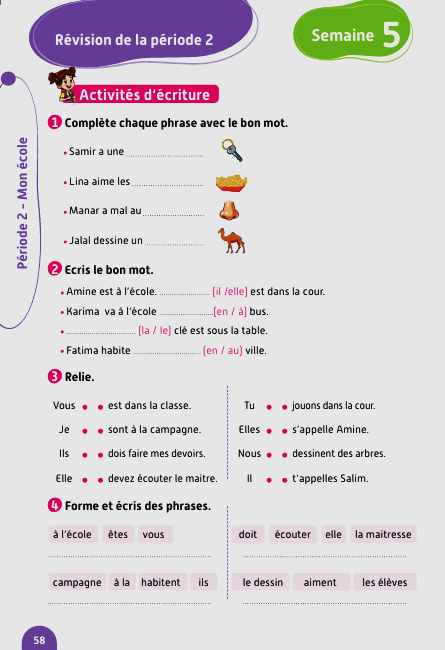 Révision de la période 2
Semaine 5
Période 2 - Mon école
Activités d'écriture
1 Complète chaque phrase avec le bon mot.
• Samir a une ........................
• Lina aime les ........................
• Manar a mal au ........................
• Jalal dessine un ........................
2 Ecris le bon mot.
• Amine est à l'école. .................... [il /elle] est dans la cour.
• Karima va à l'école .................... [en / à] bus.
• ........................... [la / le] clé est sous la table.
• Fatima habite .......................... [en / au] ville.
3 Relie.
Vous • • est dans la classe.
Je • • sont à la campagne.
Ils • • dois faire mes devoirs.
Elle • • devez écouter le maitre.
Tu • • jouons dans la cour.
Elles • • s'appelle Amine.
Nous • • dessinent des arbres.
Il • • t'appelles Salim.
4 Forme et écris des phrases.
à l'école êtes vous
doit écouter elle la maitresse
campagne à la habitent ils
le dessin aiment les élèves
58